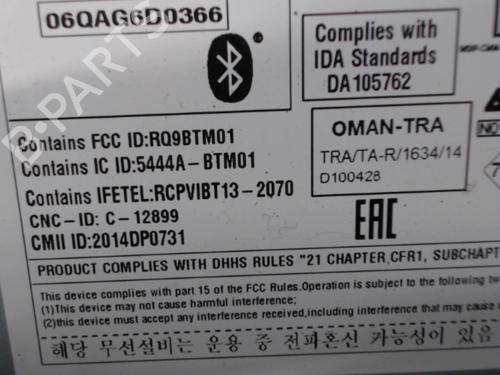 06QAG6D0366
Complies with
IDA Standards
DA105762
Contains FCC ID:RQ9BTM01
Contains IC ID:5444A-BTM01
Contains IFETEL:RCPVIBT13-2070
CNC-ID: C-12899
CMII ID:2014DP0731
OMAN-TRA
TRA/TA-R/1634/14
D100428
EAC
PRODUCT COMPLIES WITH DHHS RULES "21 CHAPTER,CFR1, SUBCHAPT
This device complies with part 15 of the FCC Rules.Operation is subject to the following two
(1)This device may not cause harmful interference;
(2)this device must accept any interference received,including interference that may cause u
해당 무선설비는 운용 중 전파혼신 가능성이 있음
B-PARTS